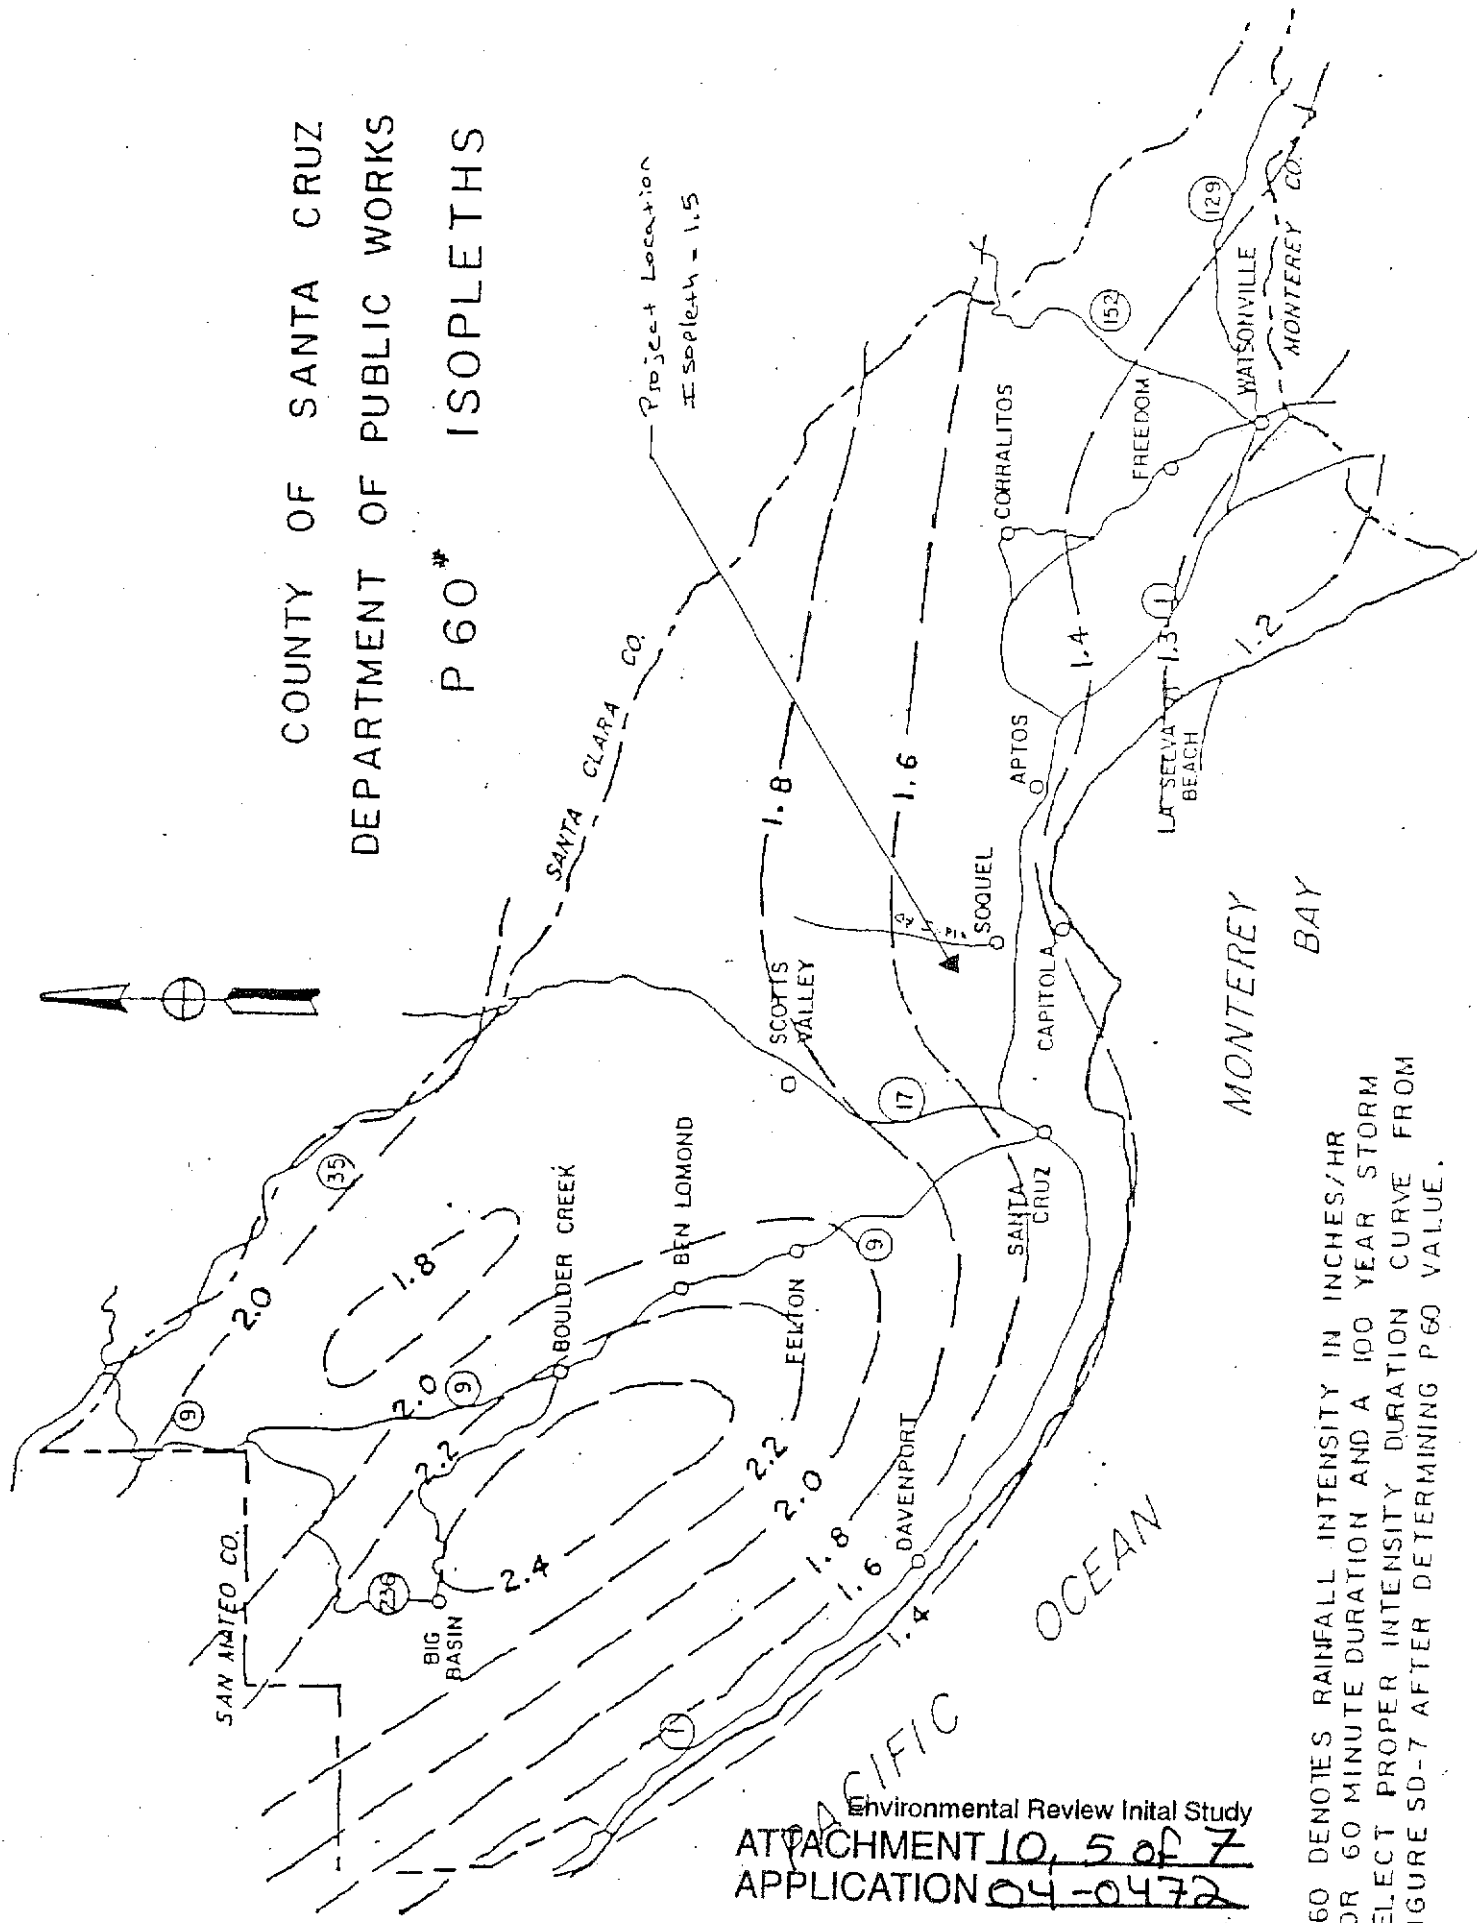 COUNTY OF SANTA CRUZ
DEPARTMENT OF PUBLIC WORKS
P60* ISOPLETHS
Project Location
Isopleth = 1.5
SAN MATEO CO.
SANTA CLARA CO.
MONTEREY CO.
9
35
2.0
1.8
9
2.0
2.2
236
BIG
BASIN
2.4
BOULDER CREEK
BEN LOMOND
FELTON
9
SCOTTS
VALLEY
17
2.2
2.0
1.8
1.6
1.4
1
DAVENPORT
SANTA
CRUZ
1.8
1.6
SOQUEL
CAPITOLA
APTOS
CORRALITOS
FREEDOM
WATSONVILLE
152
129
1.4
1.3
1
1.2
LA SELVA
BEACH
MONTEREY
BAY
PACIFIC
OCEAN
60 DENOTES RAINFALL INTENSITY IN INCHES/HR
OR 60 MINUTE DURATION AND A 100 YEAR STORM
ELECT PROPER INTENSITY DURATION CURVE FROM
IGURE SD-7 AFTER DETERMINING P60 VALUE.
Environmental Review Inital Study
ATTACHMENT 10, 5 of 7
APPLICATION 04-0472